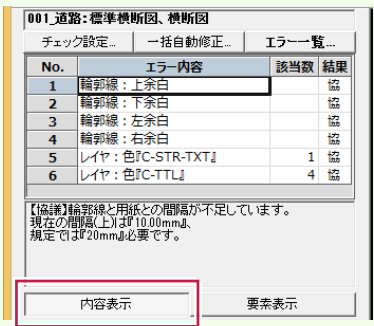 001_道路:標準横断図、横断図
チェック設定... 一括自動修正... エラー一覧...
No. エラー内容 該当数 結果
1 輪郭線:上余白 協
2 輪郭線:下余白 協
3 輪郭線:左余白 協
4 輪郭線:右余白 協
5 レイヤ:色『C-STR-TXT』 1 協
6 レイヤ:色『C-TTL』 4 協
【協議】輪郭線と用紙との間隔が不足しています。
現在の間隔(上)は『10.00mm』、
規定では『20mm』必要です。
内容表示 要素表示